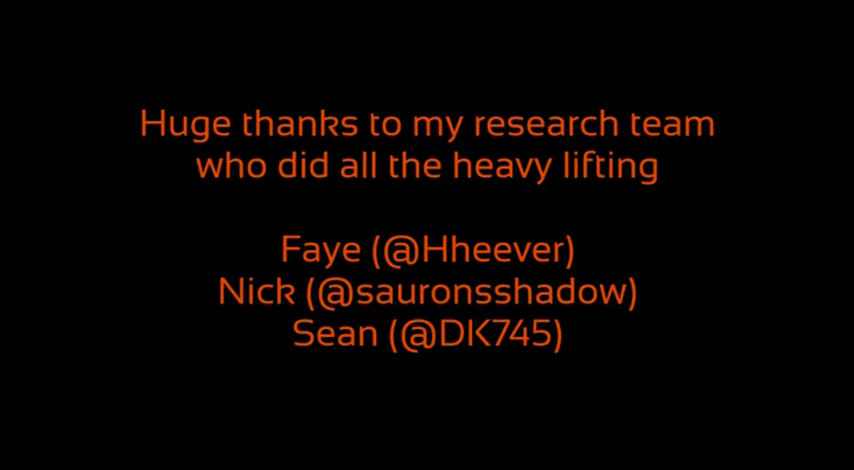 Huge thanks to my research team
who did all the heavy lifting
Faye (@Hheever)
Nick (@sauronsshadow)
Sean (@DK745)